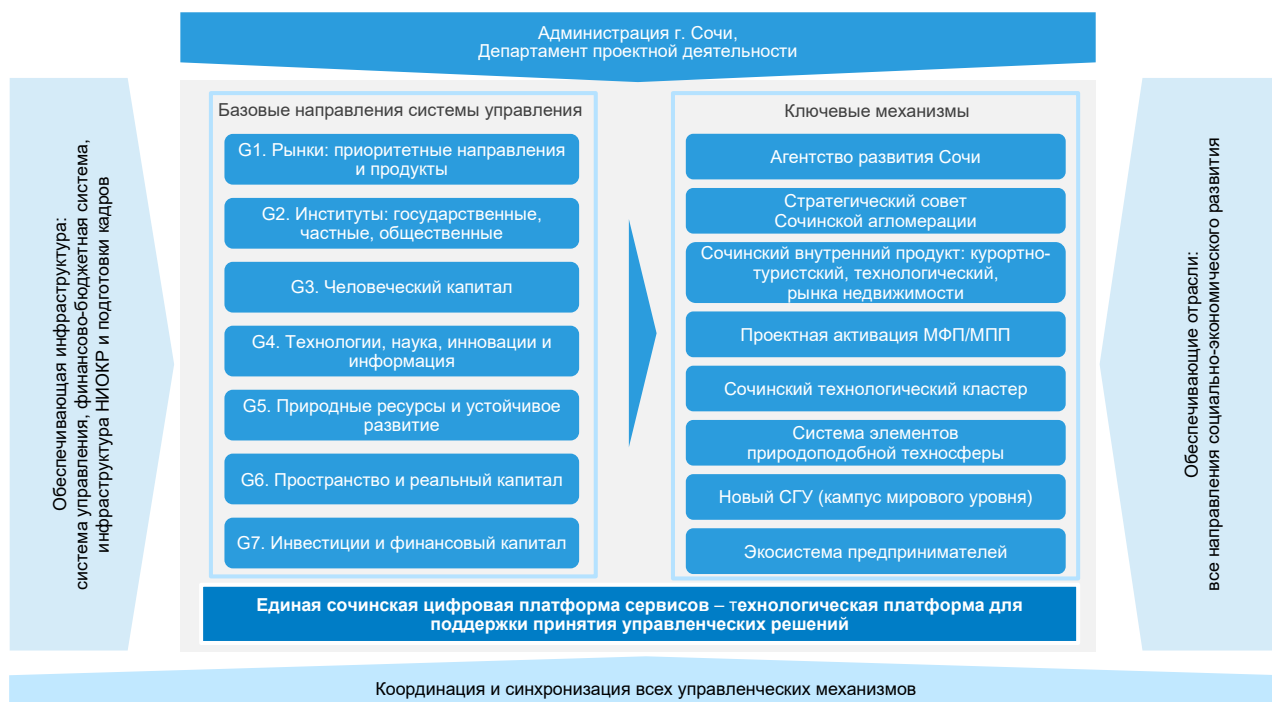 Администрация г. Сочи,
Департамент проектной деятельности
Обеспечивающая инфраструктура:
система управления, финансово-бюджетная система,
инфраструктура НИОКР и подготовки кадров
Базовые направления системы управления
G1. Рынки: приоритетные направления
и продукты
G2. Институты: государственные,
частные, общественные
G3. Человеческий капитал
G4. Технологии, наука, инновации и
информация
G5. Природные ресурсы и устойчивое
развитие
G6. Пространство и реальный капитал
G7. Инвестиции и финансовый капитал
Ключевые механизмы
Агентство развития Сочи
Стратегический совет
Сочинской агломерации
Сочинский внутренний продукт: курортно-
туристский, технологический,
рынка недвижимости
Проектная активация МФП/МПП
Сочинский технологический кластер
Система элементов
природоподобной техносферы
Новый СГУ (кампус мирового уровня)
Экосистема предпринимателей
Обеспечивающие отрасли:
все направления социально-экономического развития
Единая сочинская цифровая платформа сервисов – технологическая платформа для
поддержки принятия управленческих решений
Координация и синхронизация всех управленческих механизмов